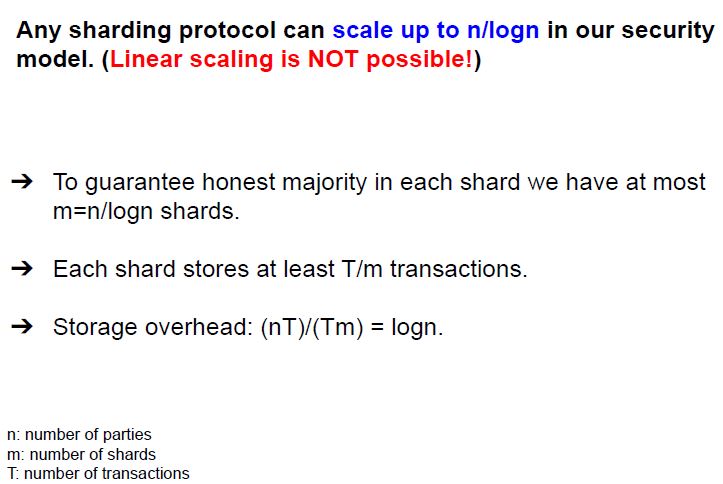 Any sharding protocol can scale up to n/logn in our security
model. (Linear scaling is NOT possible!)
➔ To guarantee honest majority in each shard we have at most
m=n/logn shards.
➔ Each shard stores at least T/m transactions.
➔ Storage overhead: (nT)/(Tm) = logn.
n: number of parties
m: number of shards
T: number of transactions